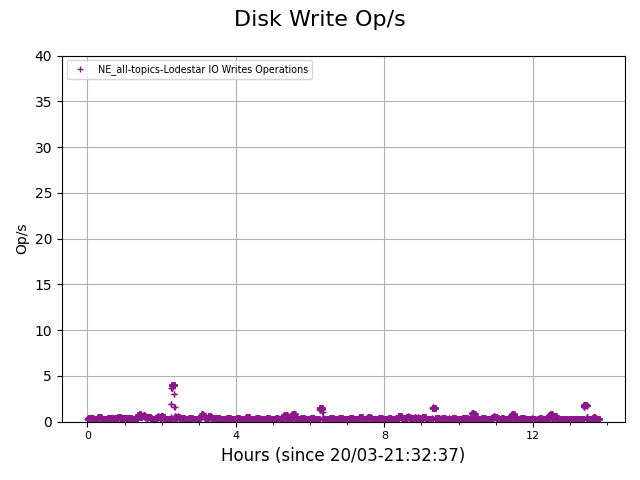 Disk Write Op/s
40
35
30
25
20
15
10
5
0
Op/s
NE_all-topics-Lodestar IO Writes Operations
0 4 8 12
Hours (since 20/03-21:32:37)